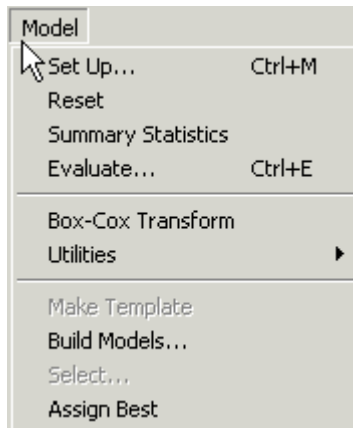 Model
Set Up... Ctrl+M
Reset
Summary Statistics
Evaluate... Ctrl+E
Box-Cox Transform
Utilities
Make Template
Build Models...
Select...
Assign Best